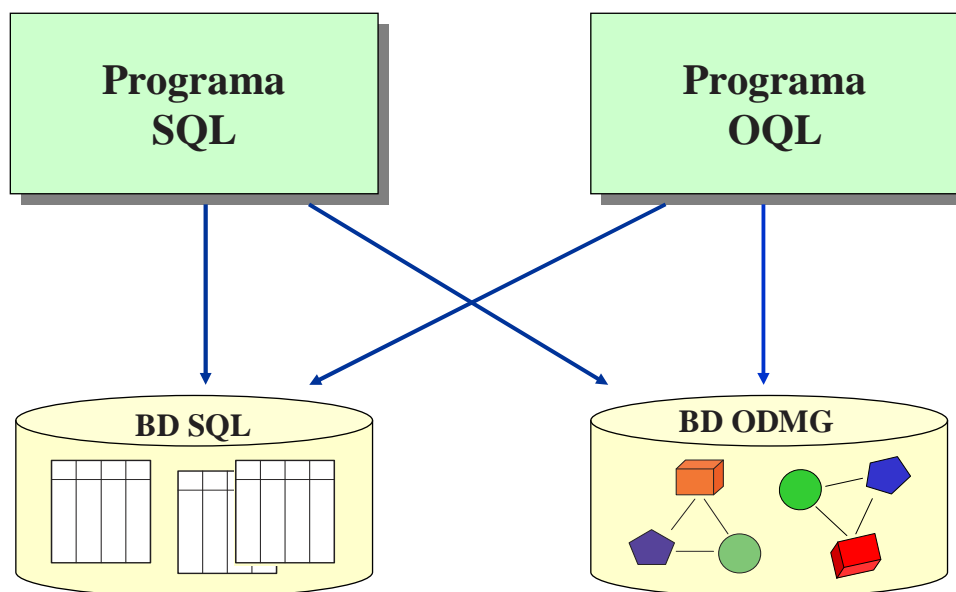 Programa
SQL
Programa
OQL
BD SQL
BD ODMG